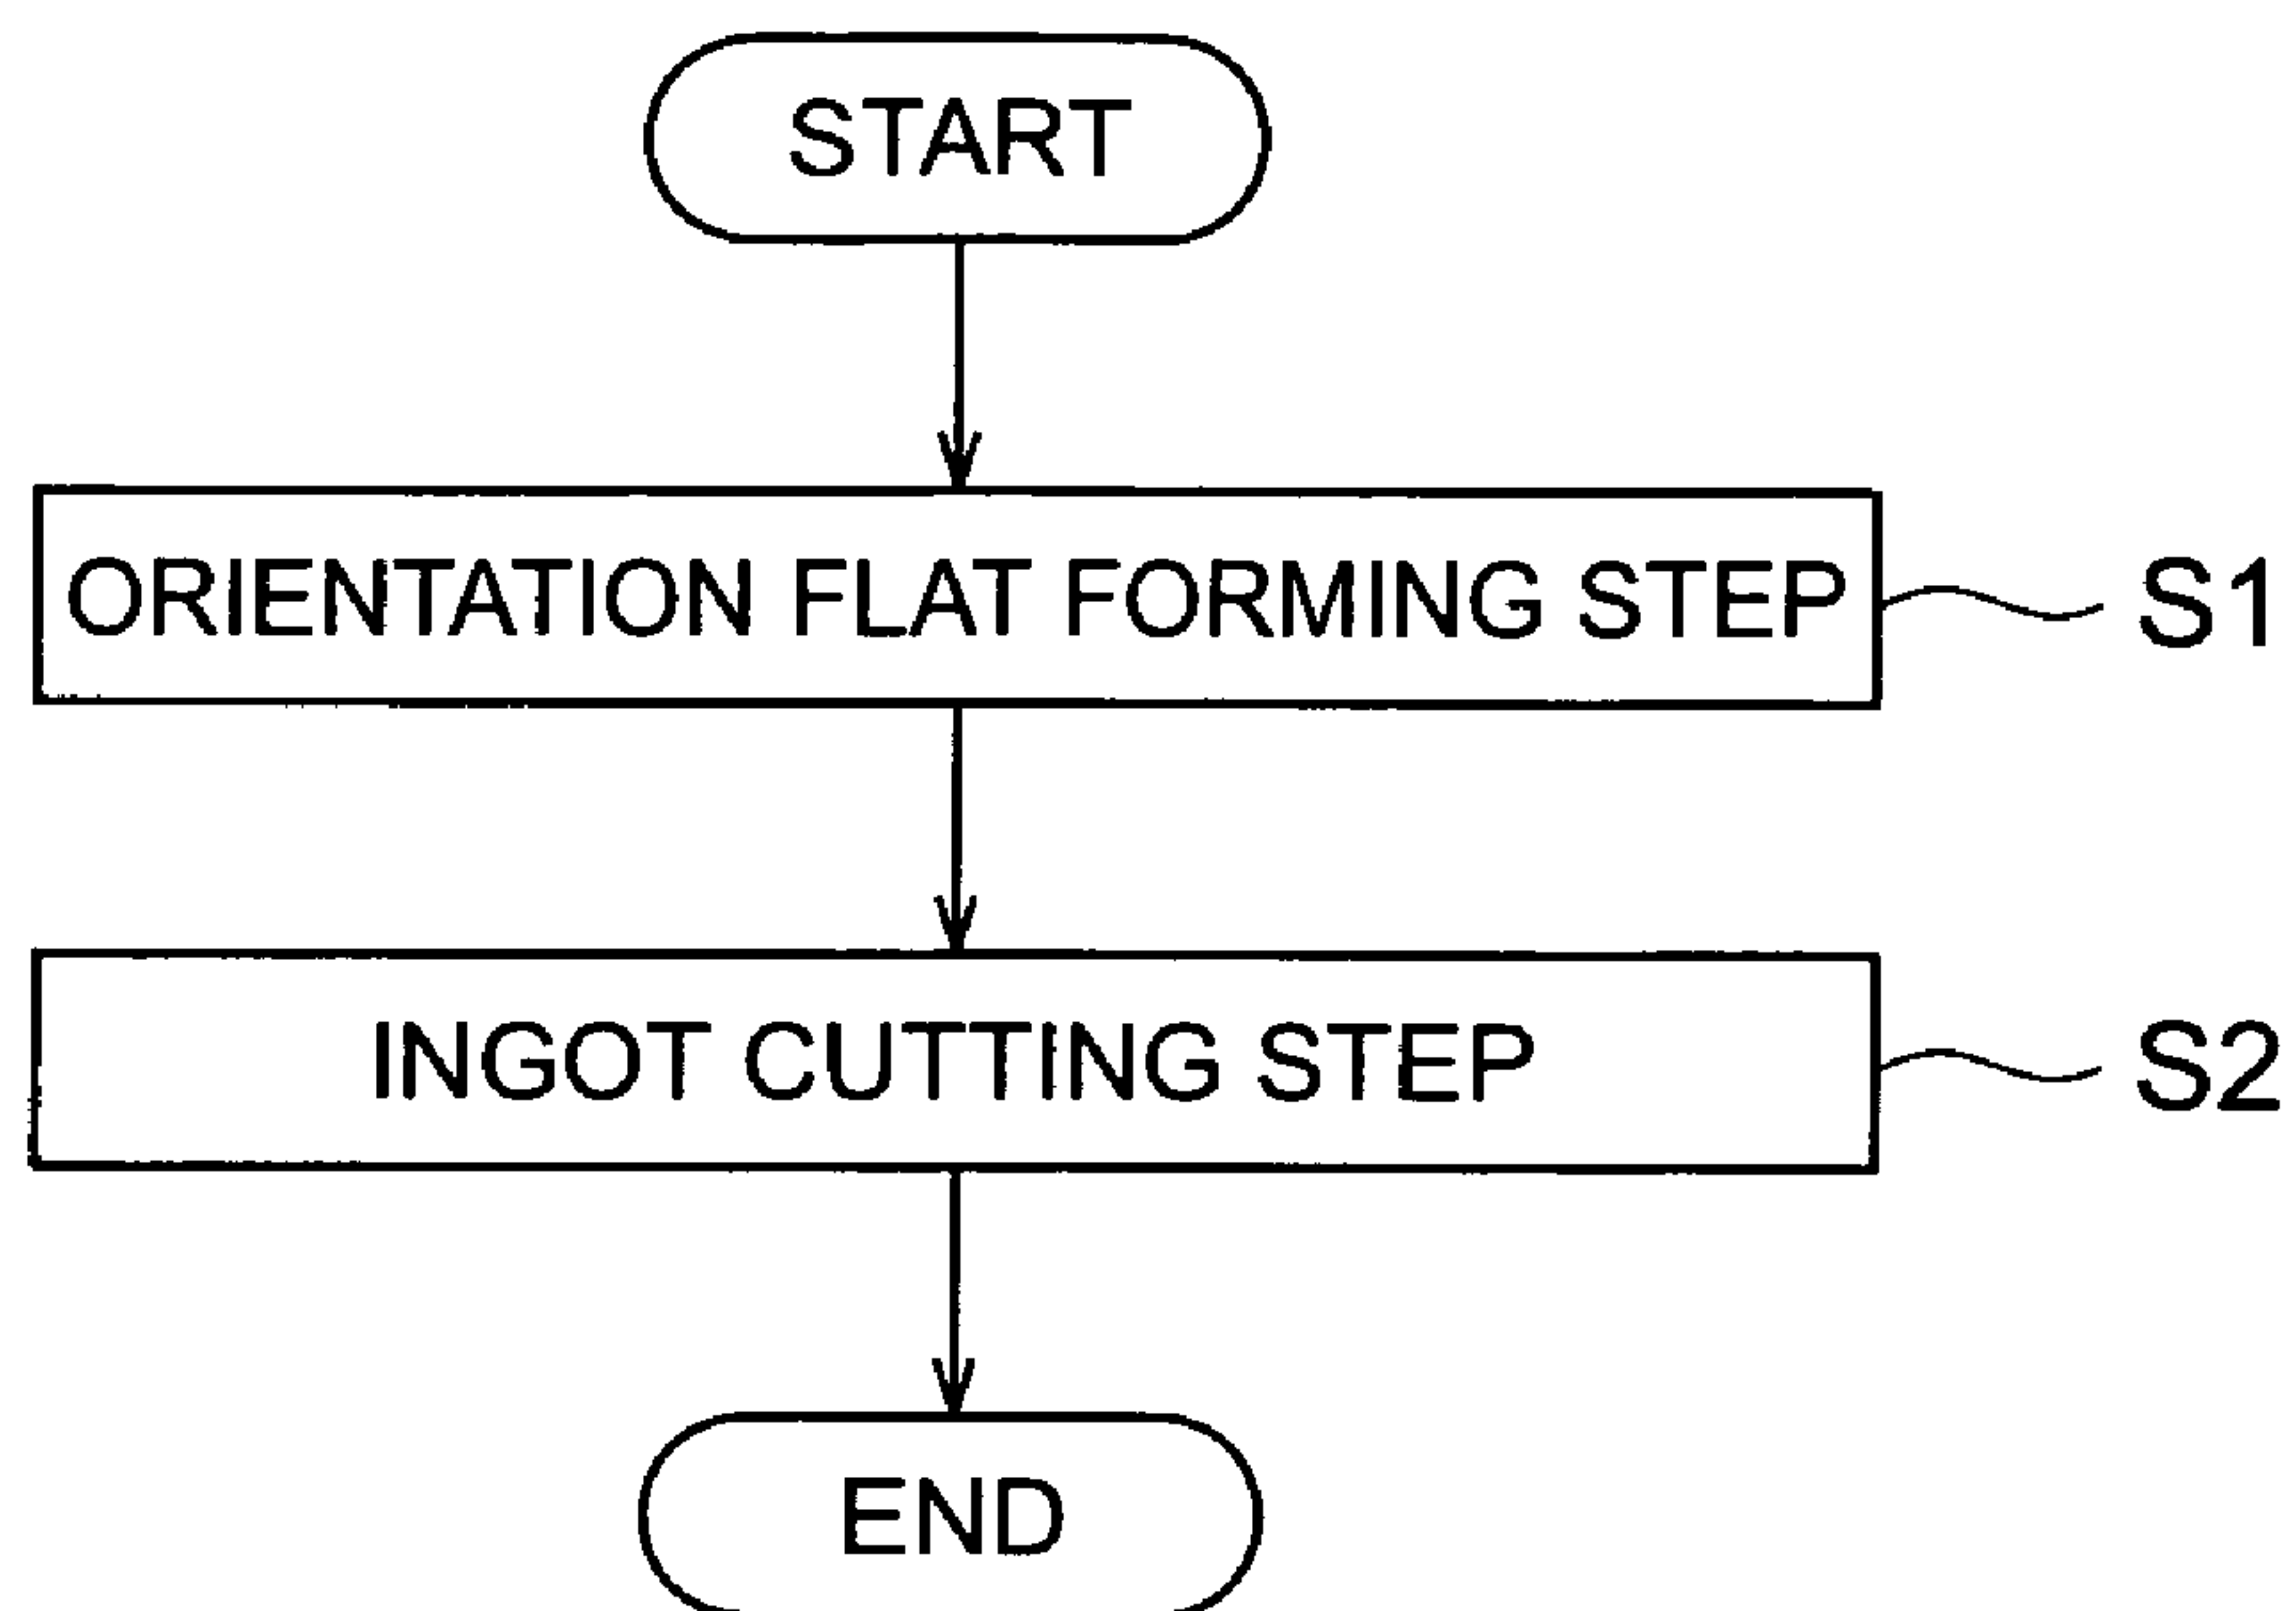 START
ORIENTATION FLAT FORMING STEP
S1
INGOT CUTTING STEP
S2
END